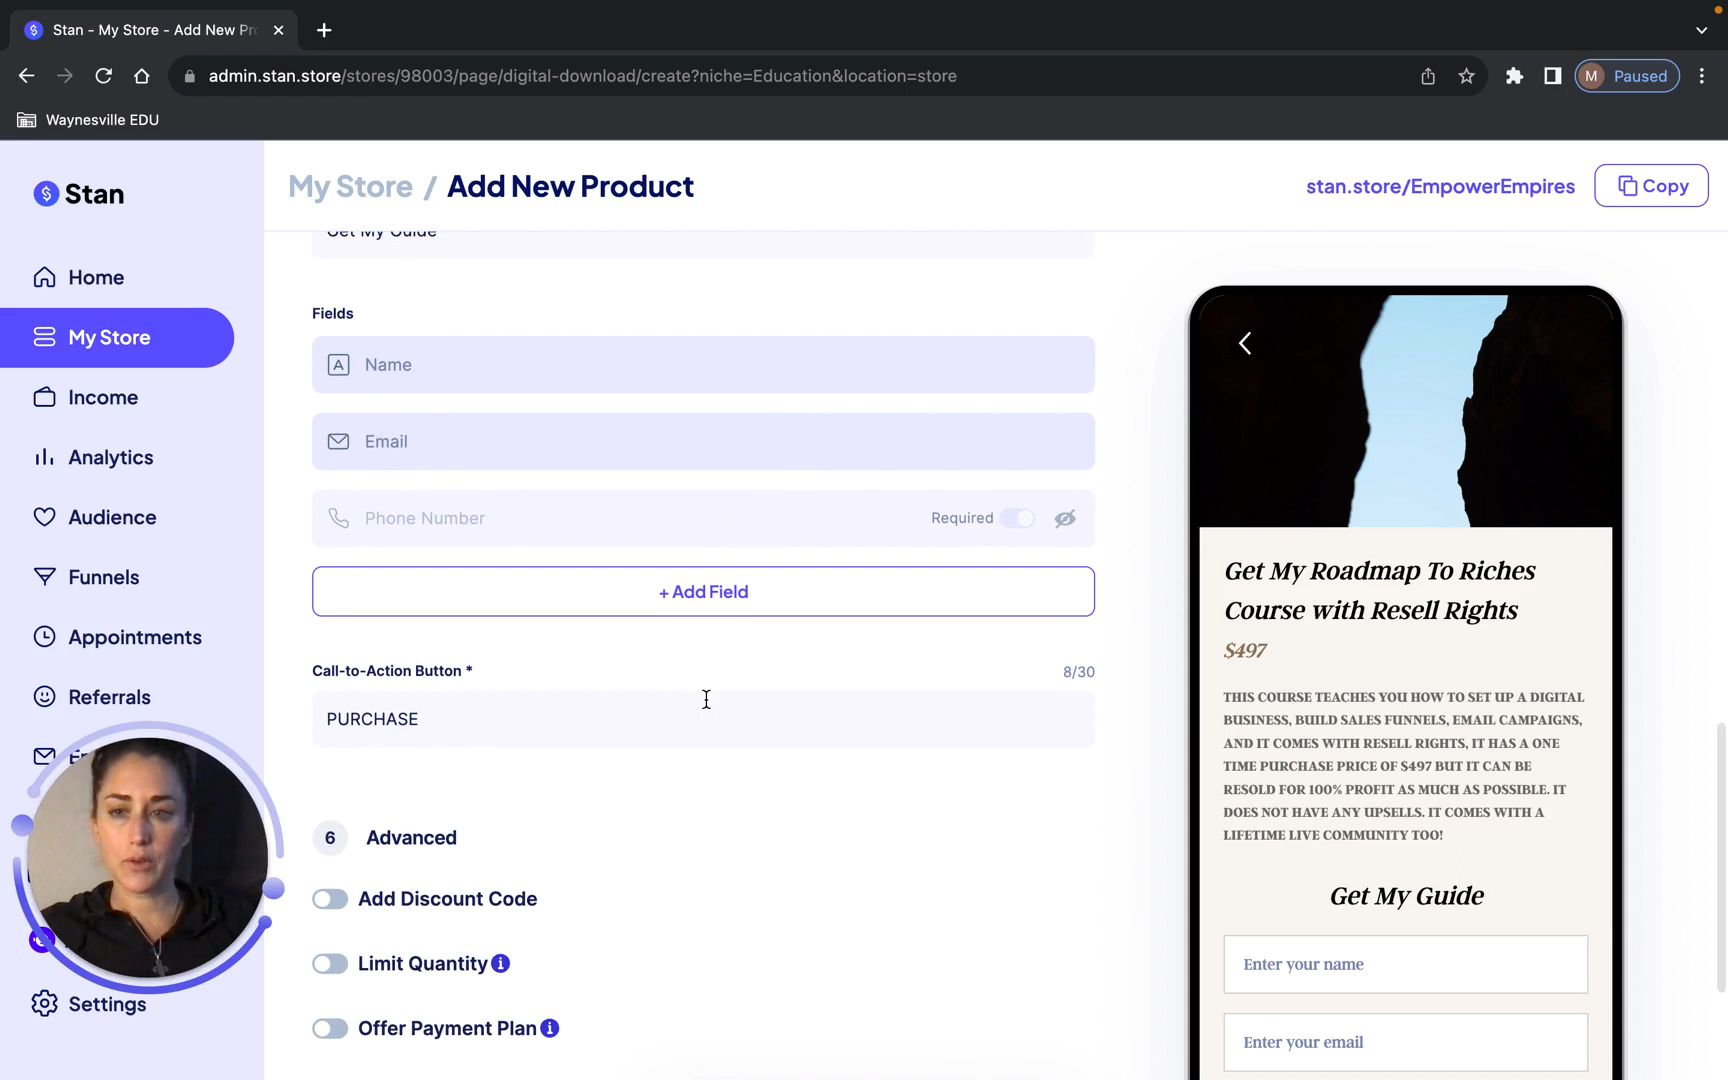 Stan - My Store - Add New Pr
admin.stan.store/stores/98003/page/digital-download/create?niche=Education&location=store
M Paused
Waynesville EDU
Stan
My Store / Add New Product
stan.store/EmpowerEmpires
Copy
Home
My Store
Income
Analytics
Audience
Funnels
Appointments
Referrals
Settings
Get My Guide
Fields
Name
Email
Phone Number
Required
+ Add Field
Call-to-Action Button *
8/30
PURCHASE
6 Advanced
Add Discount Code
Limit Quantity
Offer Payment Plan
Get My Roadmap To Riches
Course with Resell Rights
$497
THIS COURSE TEACHES YOU HOW TO SET UP A DIGITAL
BUSINESS, BUILD SALES FUNNELS, EMAIL CAMPAIGNS,
AND IT COMES WITH RESELL RIGHTS, IT HAS A ONE
TIME PURCHASE PRICE OF $497 BUT IT CAN BE
RESOLD FOR 100% PROFIT AS MUCH AS POSSIBLE. IT
DOES NOT HAVE ANY UPSELLS. IT COMES WITH A
LIFETIME LIVE COMMUNITY TOO!
Get My Guide
Enter your name
Enter your email